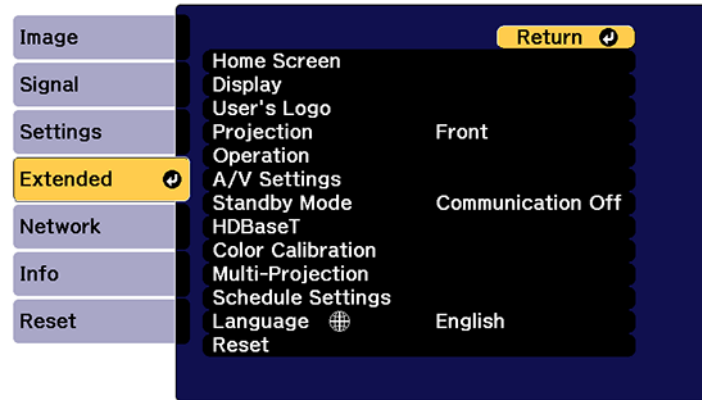 Image
Signal
Settings
Extended
Network
Info
Reset
Return
Home Screen
Display
User's Logo
Projection Front
Operation
A/V Settings
Standby Mode Communication Off
HDBaseT
Color Calibration
Multi-Projection
Schedule Settings
Language English
Reset